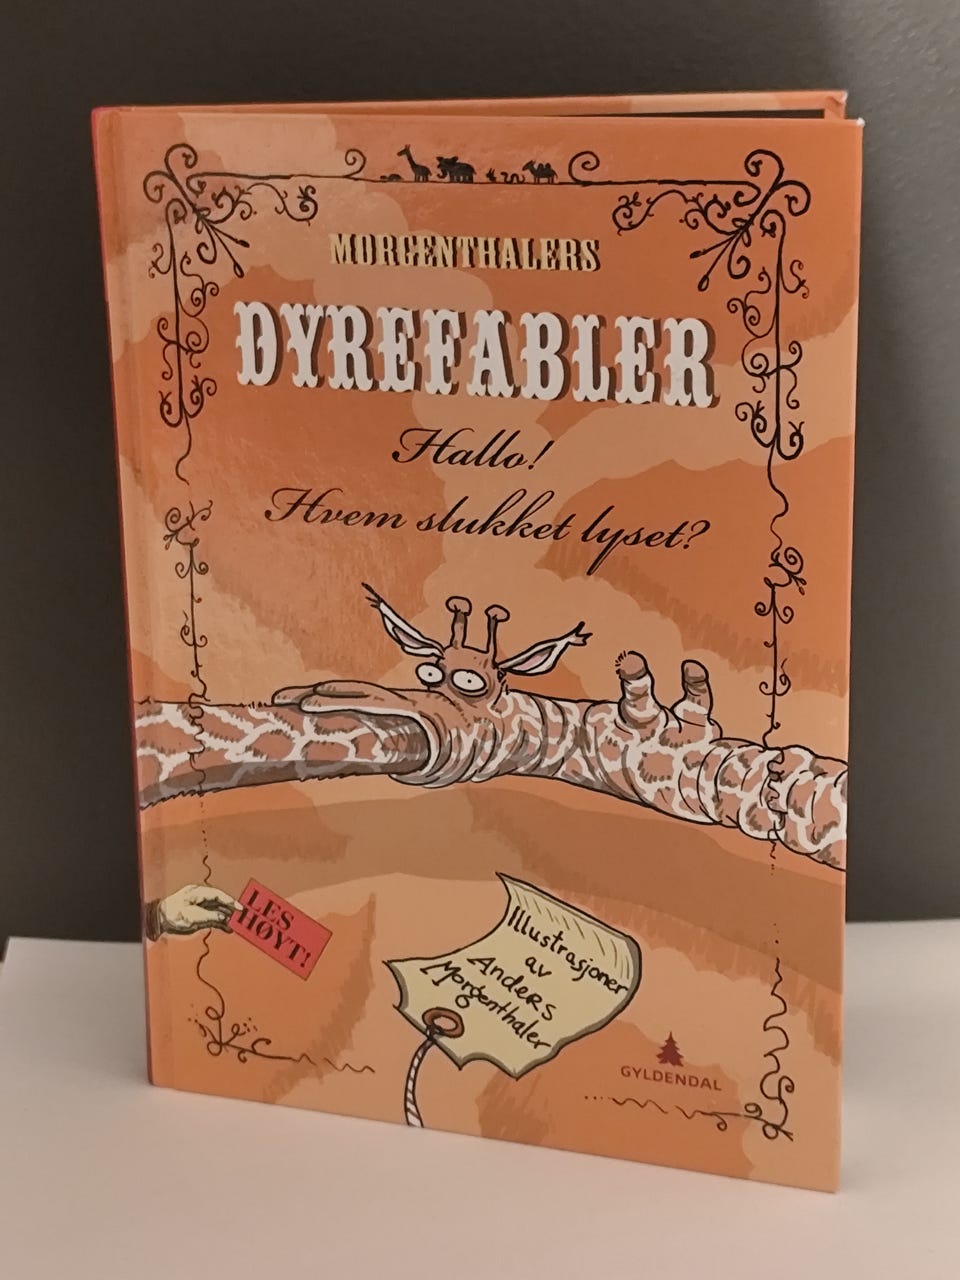 MORGENTHALERS
DYREFABLER
Hallo!
Hvem slukket lyset?
LES
HØYT!
Illustrasjoner
av
Anders
Morgenthaler
GYLDENDAL